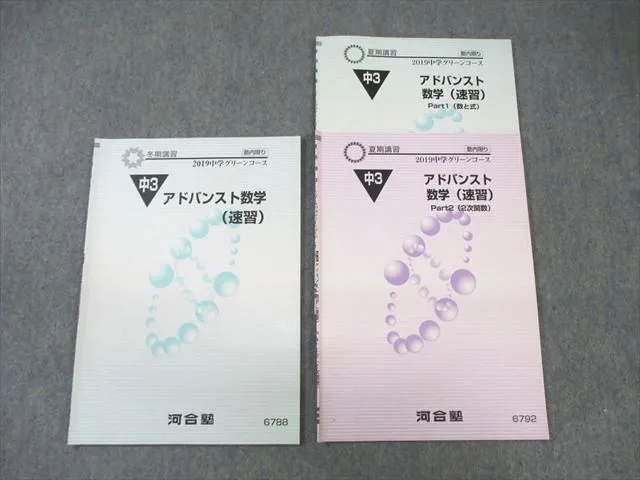 冬期講習
塾内限り
2019中学グリーンコース
中3
アドバンスト数学
（速習）
河合塾
6788
夏期講習
塾内限り
2019中学グリーンコース
中3
アドバンスト
数学（速習）
Part1（数と式）
夏期講習
塾内限り
2019中学グリーンコース
中3
アドバンスト
数学（速習）
Part2（2次関数）
河合塾
6792